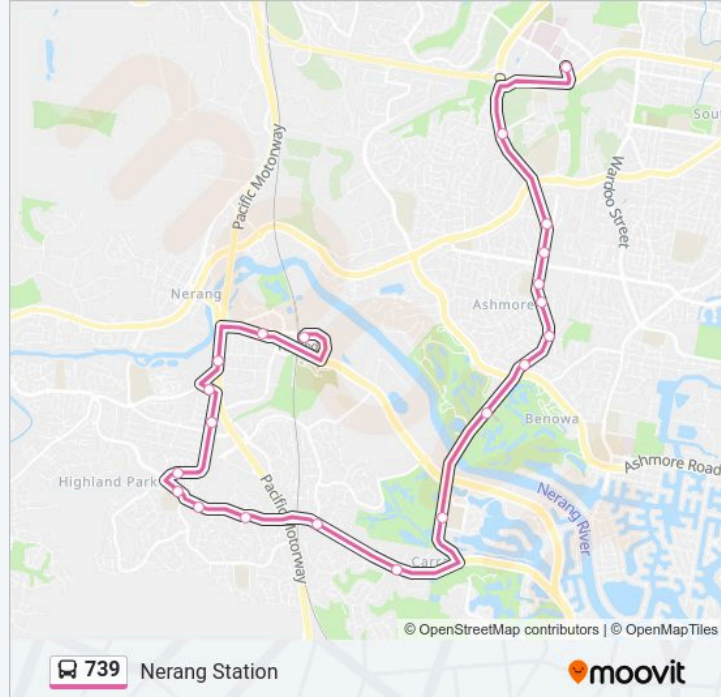 Pacific Motorway
Sout
Wardoo Street
Nerang
Ashmore
Benowa
Ashmore Road
Highland Park
Pacific Motorway
Nerang River
Carra
© OpenStreetMap contributors | © OpenMapTiles
739 Nerang Station
moovit